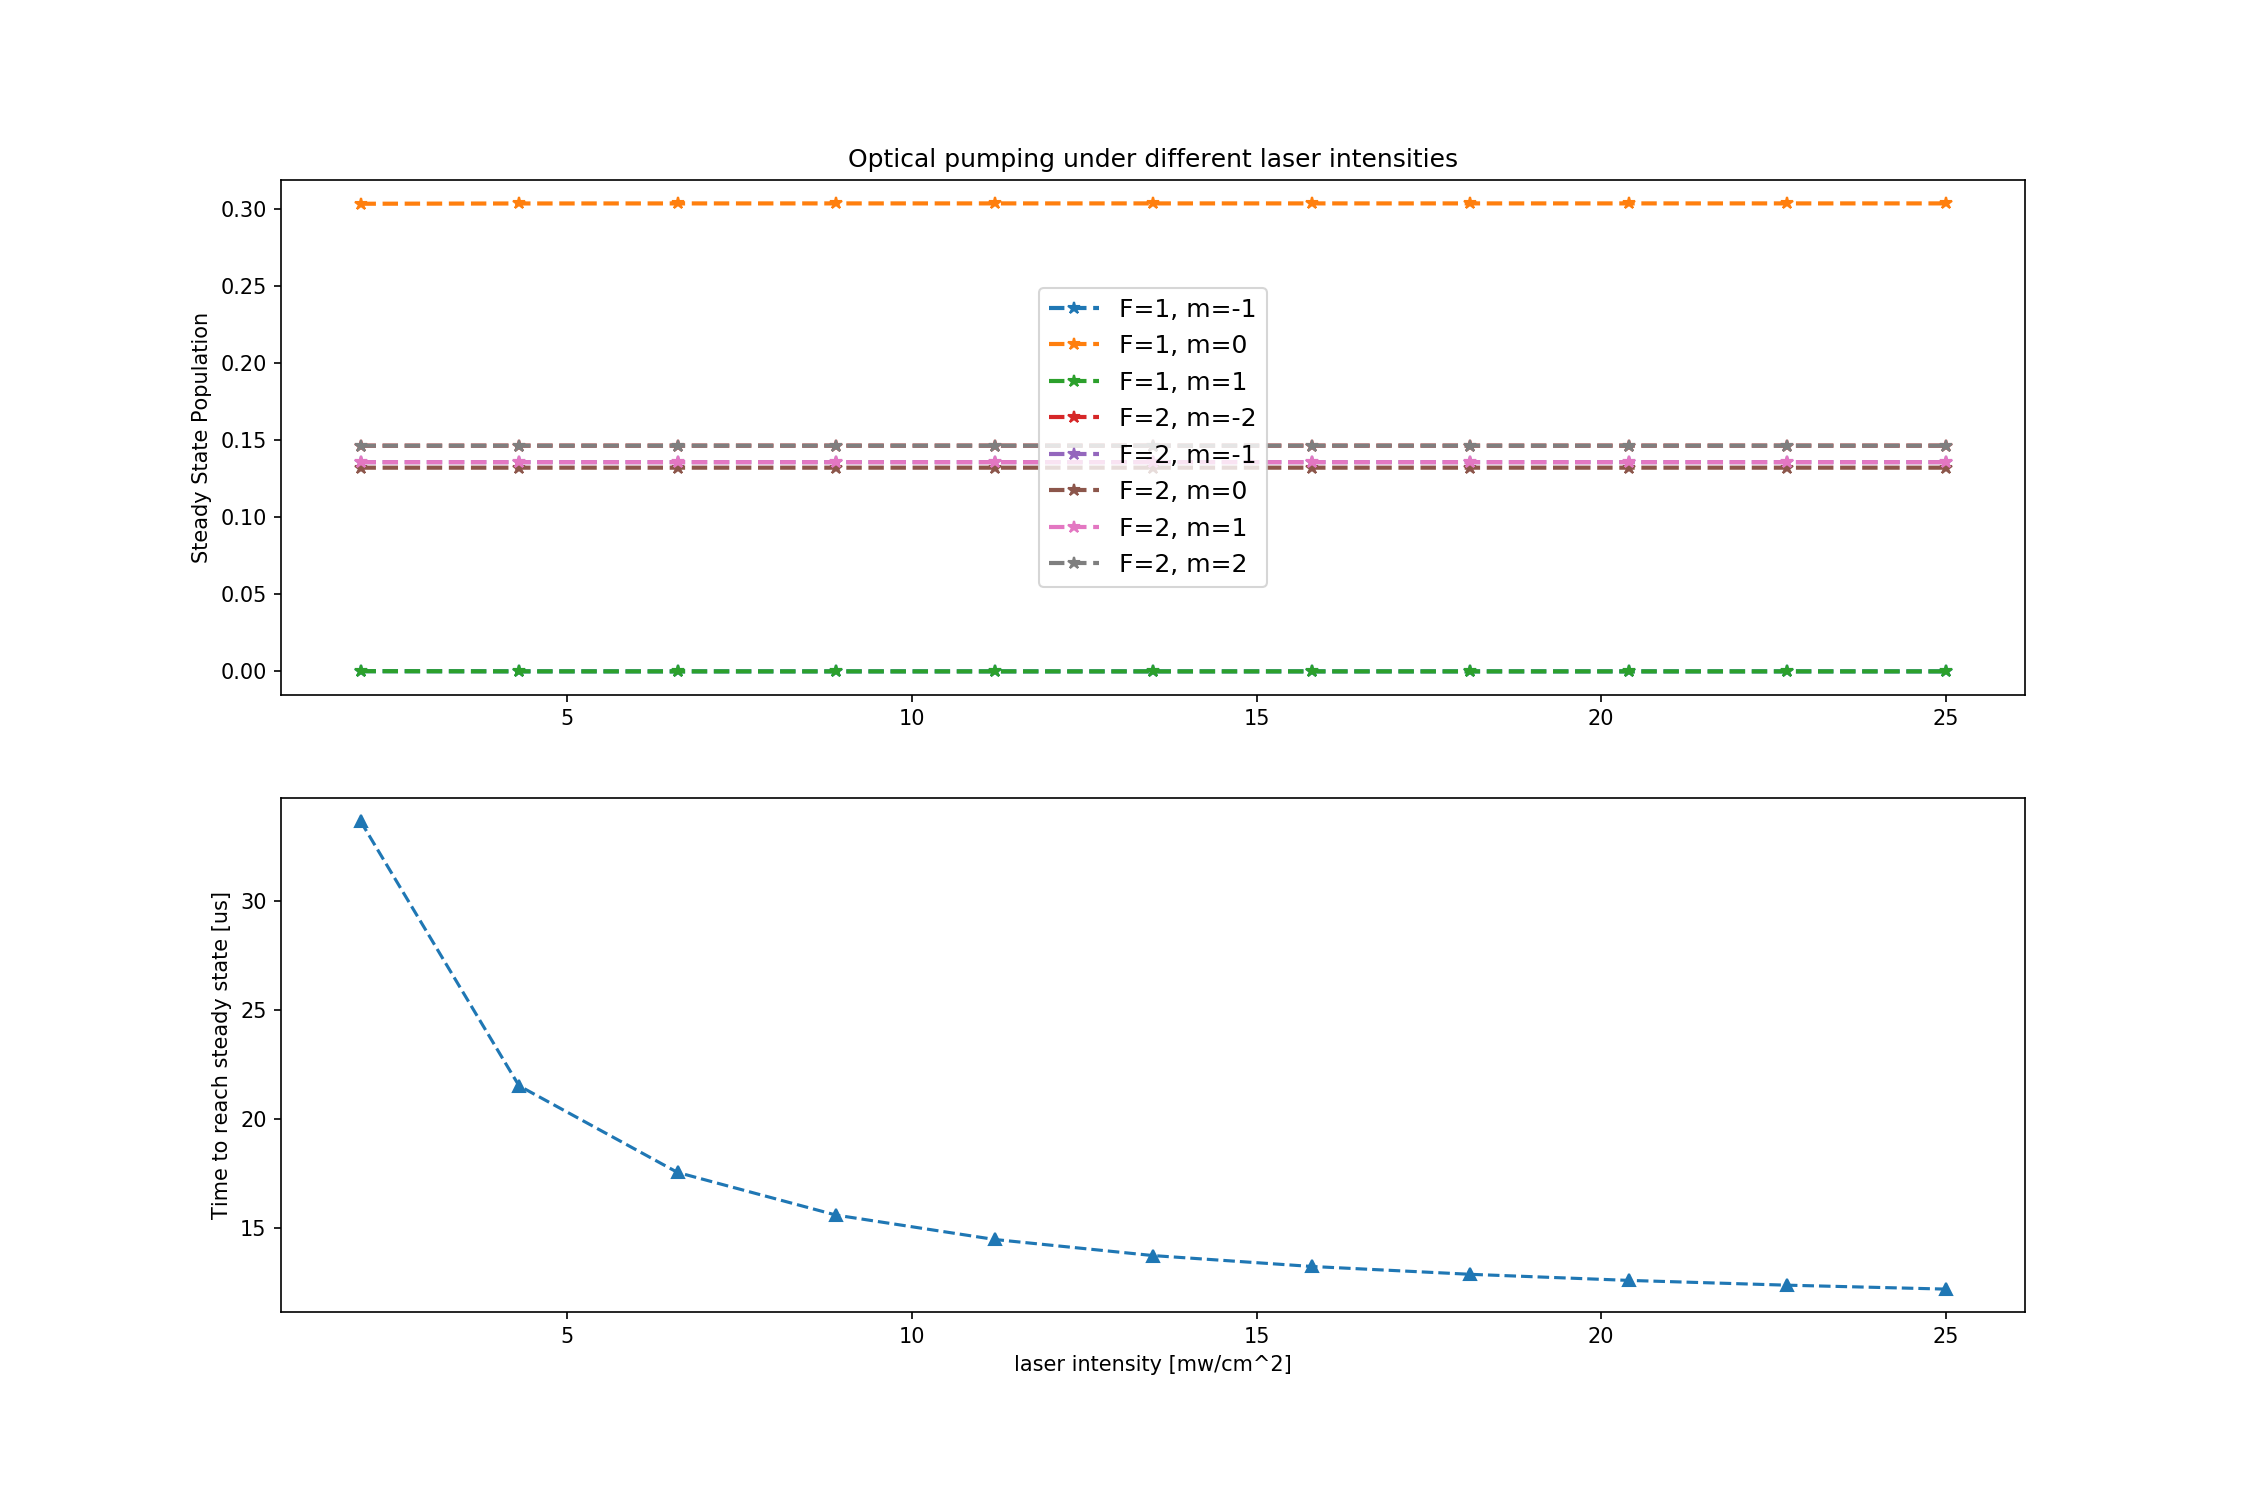 Optical pumping under different laser intensities
Steady State Population
0.30
0.25
0.20
0.15
0.10
0.05
0.00
F=1, m=-1
F=1, m=0
F=1, m=1
F=2, m=-2
F=2, m=-1
F=2, m=0
F=2, m=1
F=2, m=2
5 10 15 20 25
Time to reach steady state [us]
30
25
20
15
5 10 15 20 25
laser intensity [mw/cm^2]